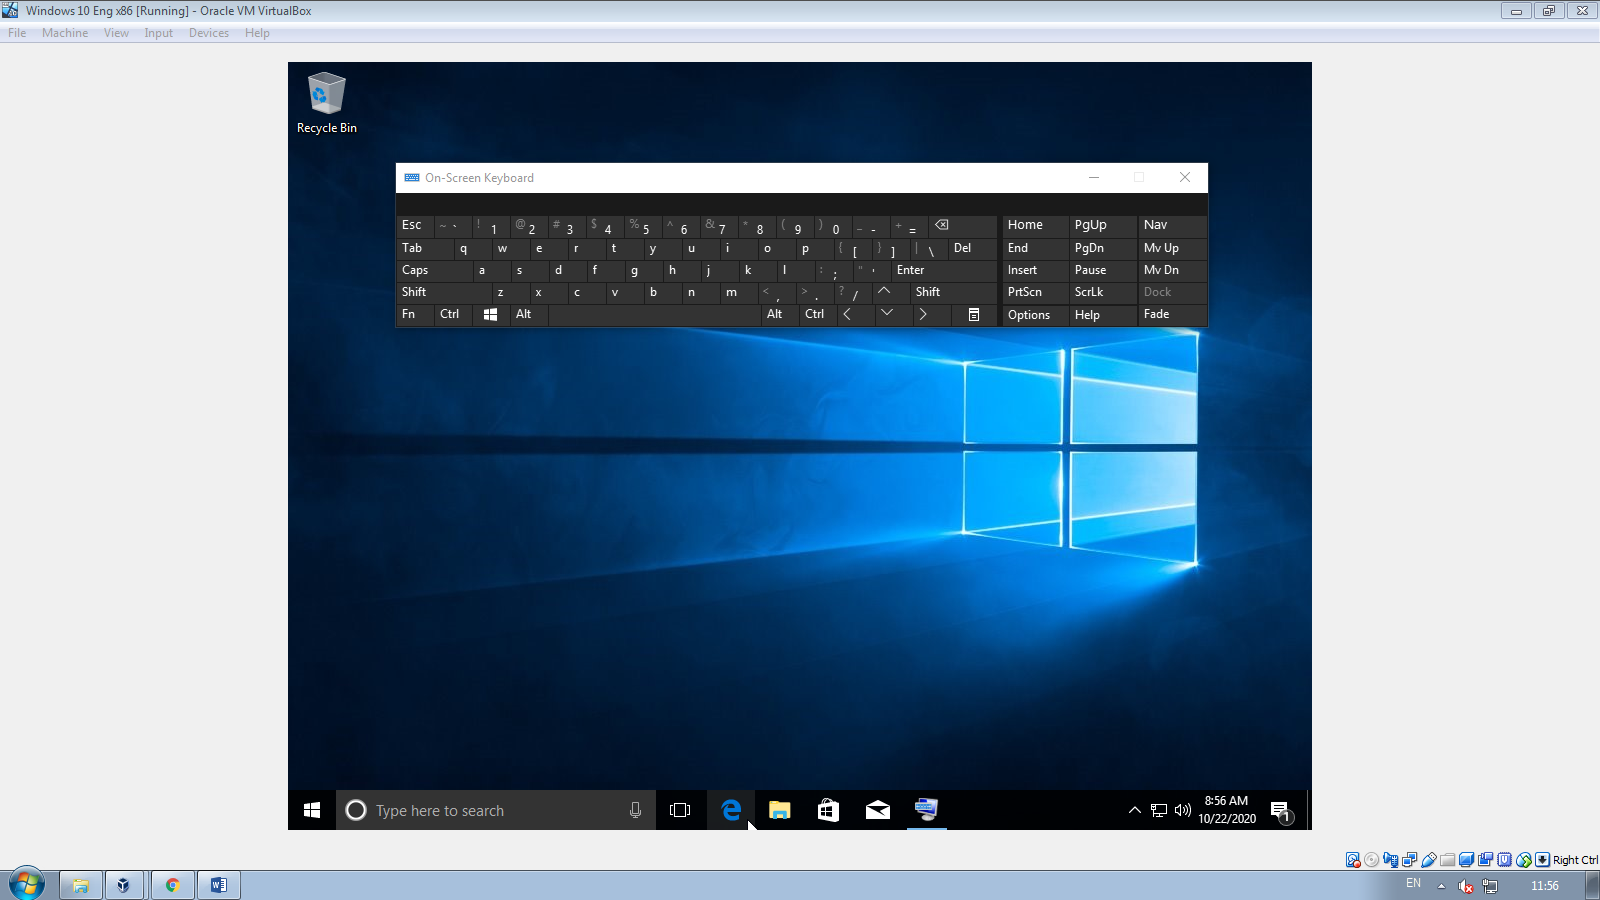 Windows 10 Eng x86 [Running] - Oracle VM VirtualBox
File Machine View Input Devices Help
Recycle Bin
On-Screen Keyboard
Esc ~ ` ! 1 @ 2 # 3 $ 4 % 5 ^ 6 & 7 * 8 ( 9 ) 0 _ - + = Home PgUp Nav
Tab q w e r t y u i o p { [ } ] | \ Del End PgDn Mv Up
Caps a s d f g h j k l : ; " ' Enter Insert Pause Mv Dn
Shift z x c v b n m < , > . ? / Shift PrtScn ScrLk Dock
Fn Ctrl Alt Alt Ctrl Options Help Fade
Type here to search
8:56 AM
10/22/2020
1
Right Ctrl
EN
11:56